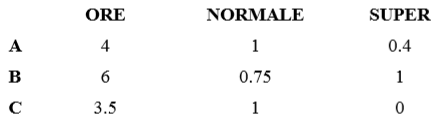 ORE NORMALE SUPER
A 4 1 0.4
B 6 0.75 1
C 3.5 1 0